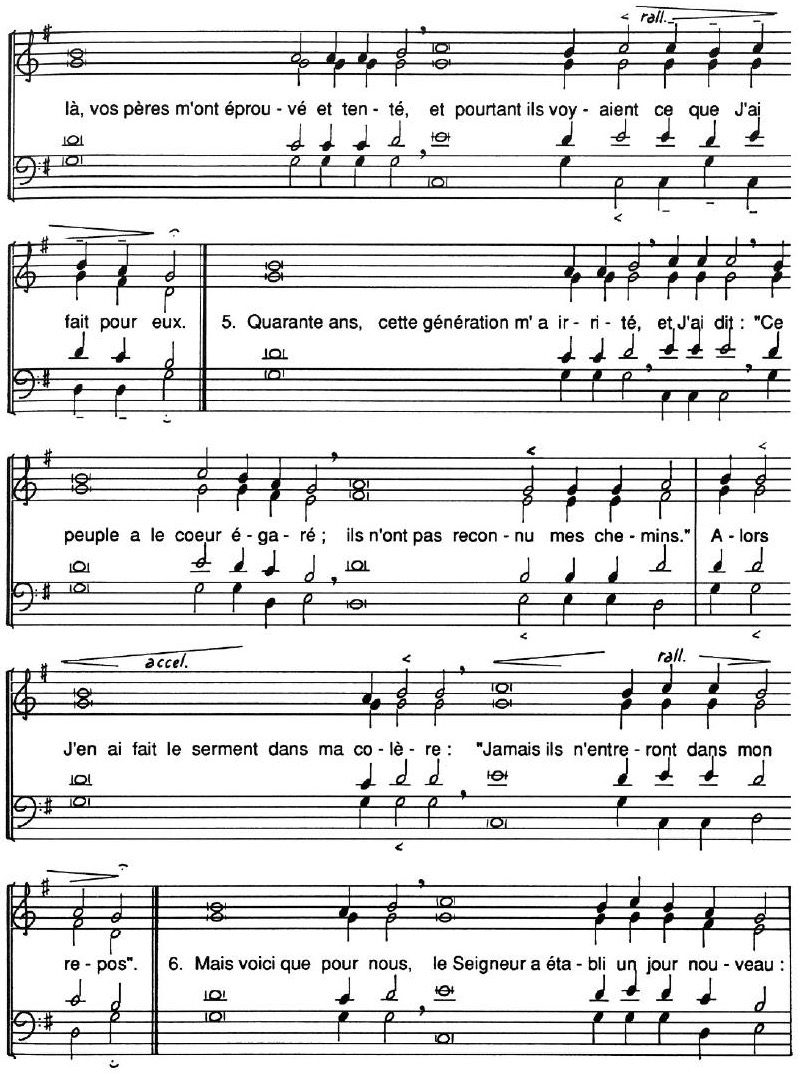 rall.
là, vos pères m'ont éprou - vé et ten - té, et pourtant ils voy - aient ce que J'ai
fait pour eux. 5. Quarante ans, cette génération m' a ir - ri - té, et J'ai dit : "Ce
peuple a le coeur é - ga - ré ; ils n'ont pas recon - nu mes che - mins." A - lors
accel. rall.
J'en ai fait le serment dans ma co - lè - re : "Jamais ils n'entre - ront dans mon
re - pos". 6. Mais voici que pour nous, le Seigneur a éta - bli un jour nou - veau :